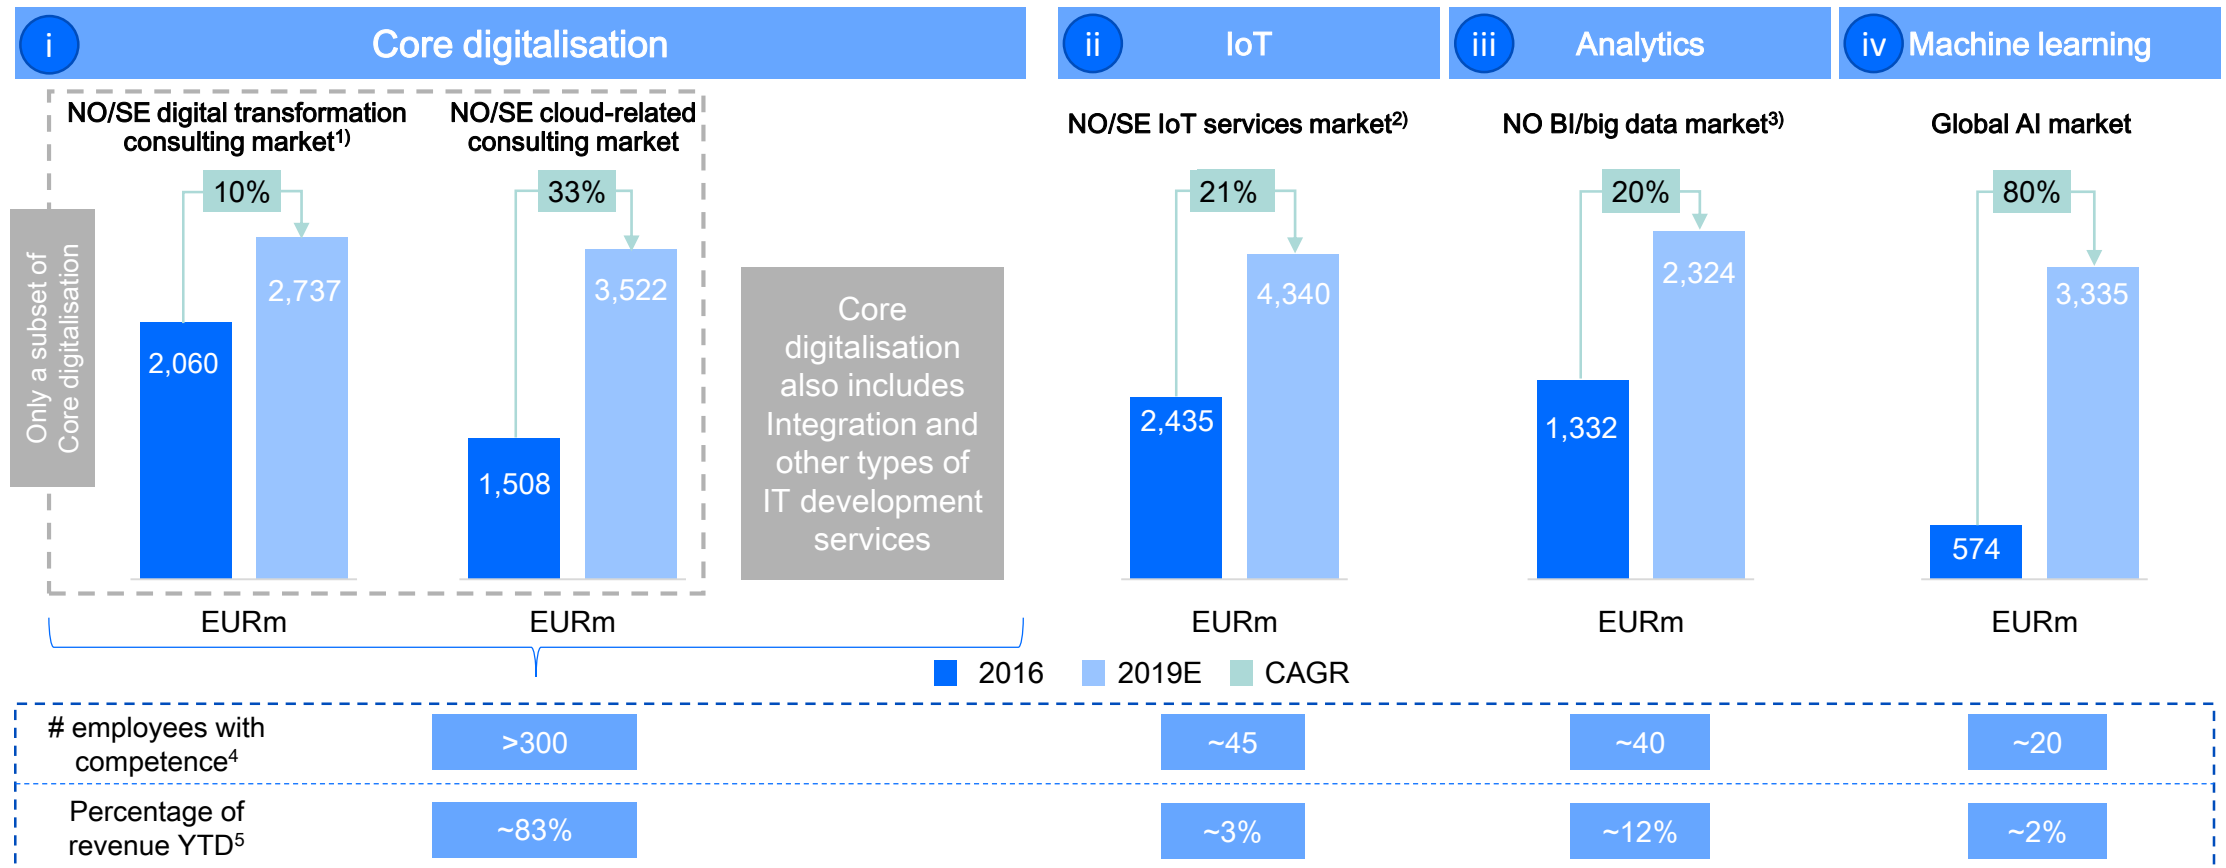 i
Core digitalisation
ii
IoT
iii
Analytics
iv
Machine learning
NO/SE digital transformation
consulting market1)
NO/SE cloud-related
consulting market
NO/SE IoT services market2)
NO BI/big data market3)
Global AI market
10%
33%
21%
20%
80%
Only a subset of
Core digitalisation
2,060
2,737
1,508
3,522
Core
digitalisation
also includes
Integration and
other types of
IT development
services
2,435
4,340
1,332
2,324
574
3,335
EURm
EURm
EURm
EURm
EURm
2016
2019E
CAGR
# employees with
competence4
>300
~45
~40
~20
Percentage of
revenue YTD5
~83%
~3%
~12%
~2%